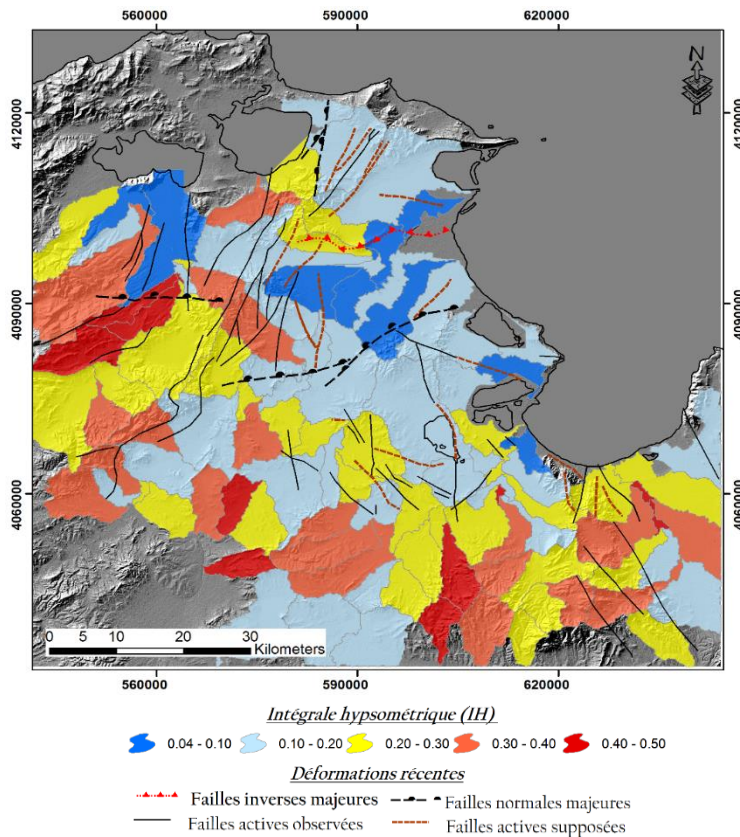 560000 590000 620000
N
4120000 4120000
4090000 4090000
4060000 4060000
0 5 10 20 30
Kilometers
560000 590000 620000
Intégrale hypsométrique (IH)
0.04 - 0.10 0.10 - 0.20 0.20 - 0.30 0.30 - 0.40 0.40 - 0.50
Déformations récentes
Failles inverses majeures Failles normales majeures
Failles actives observées Failles actives supposées